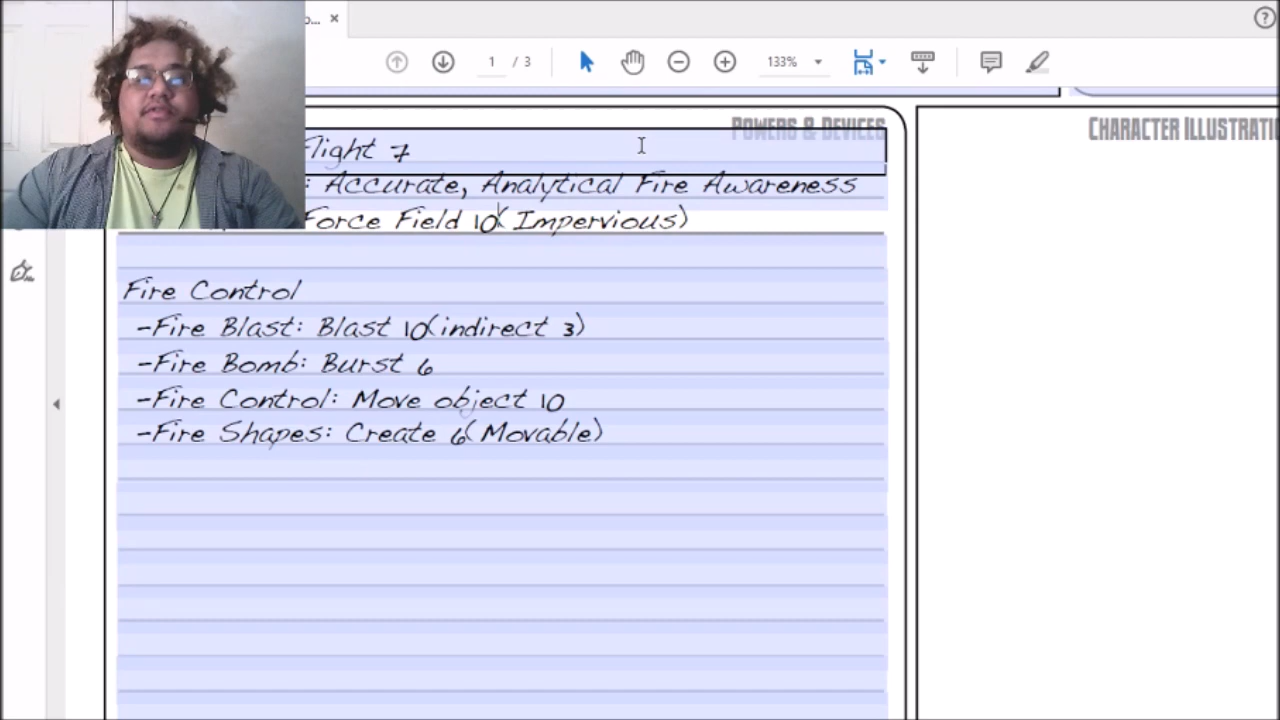 o...
1 / 3
133%
POWERS & DEVICES
CHARACTER ILLUSTRATI
Flight 7
: Accurate, Analytical Fire Awareness
Force Field 10( Impervious)
Fire Control
-Fire Blast: Blast 10(indirect 3)
-Fire Bomb: Burst 6
-Fire Control: Move object 10
-Fire Shapes: Create 6(Movable)